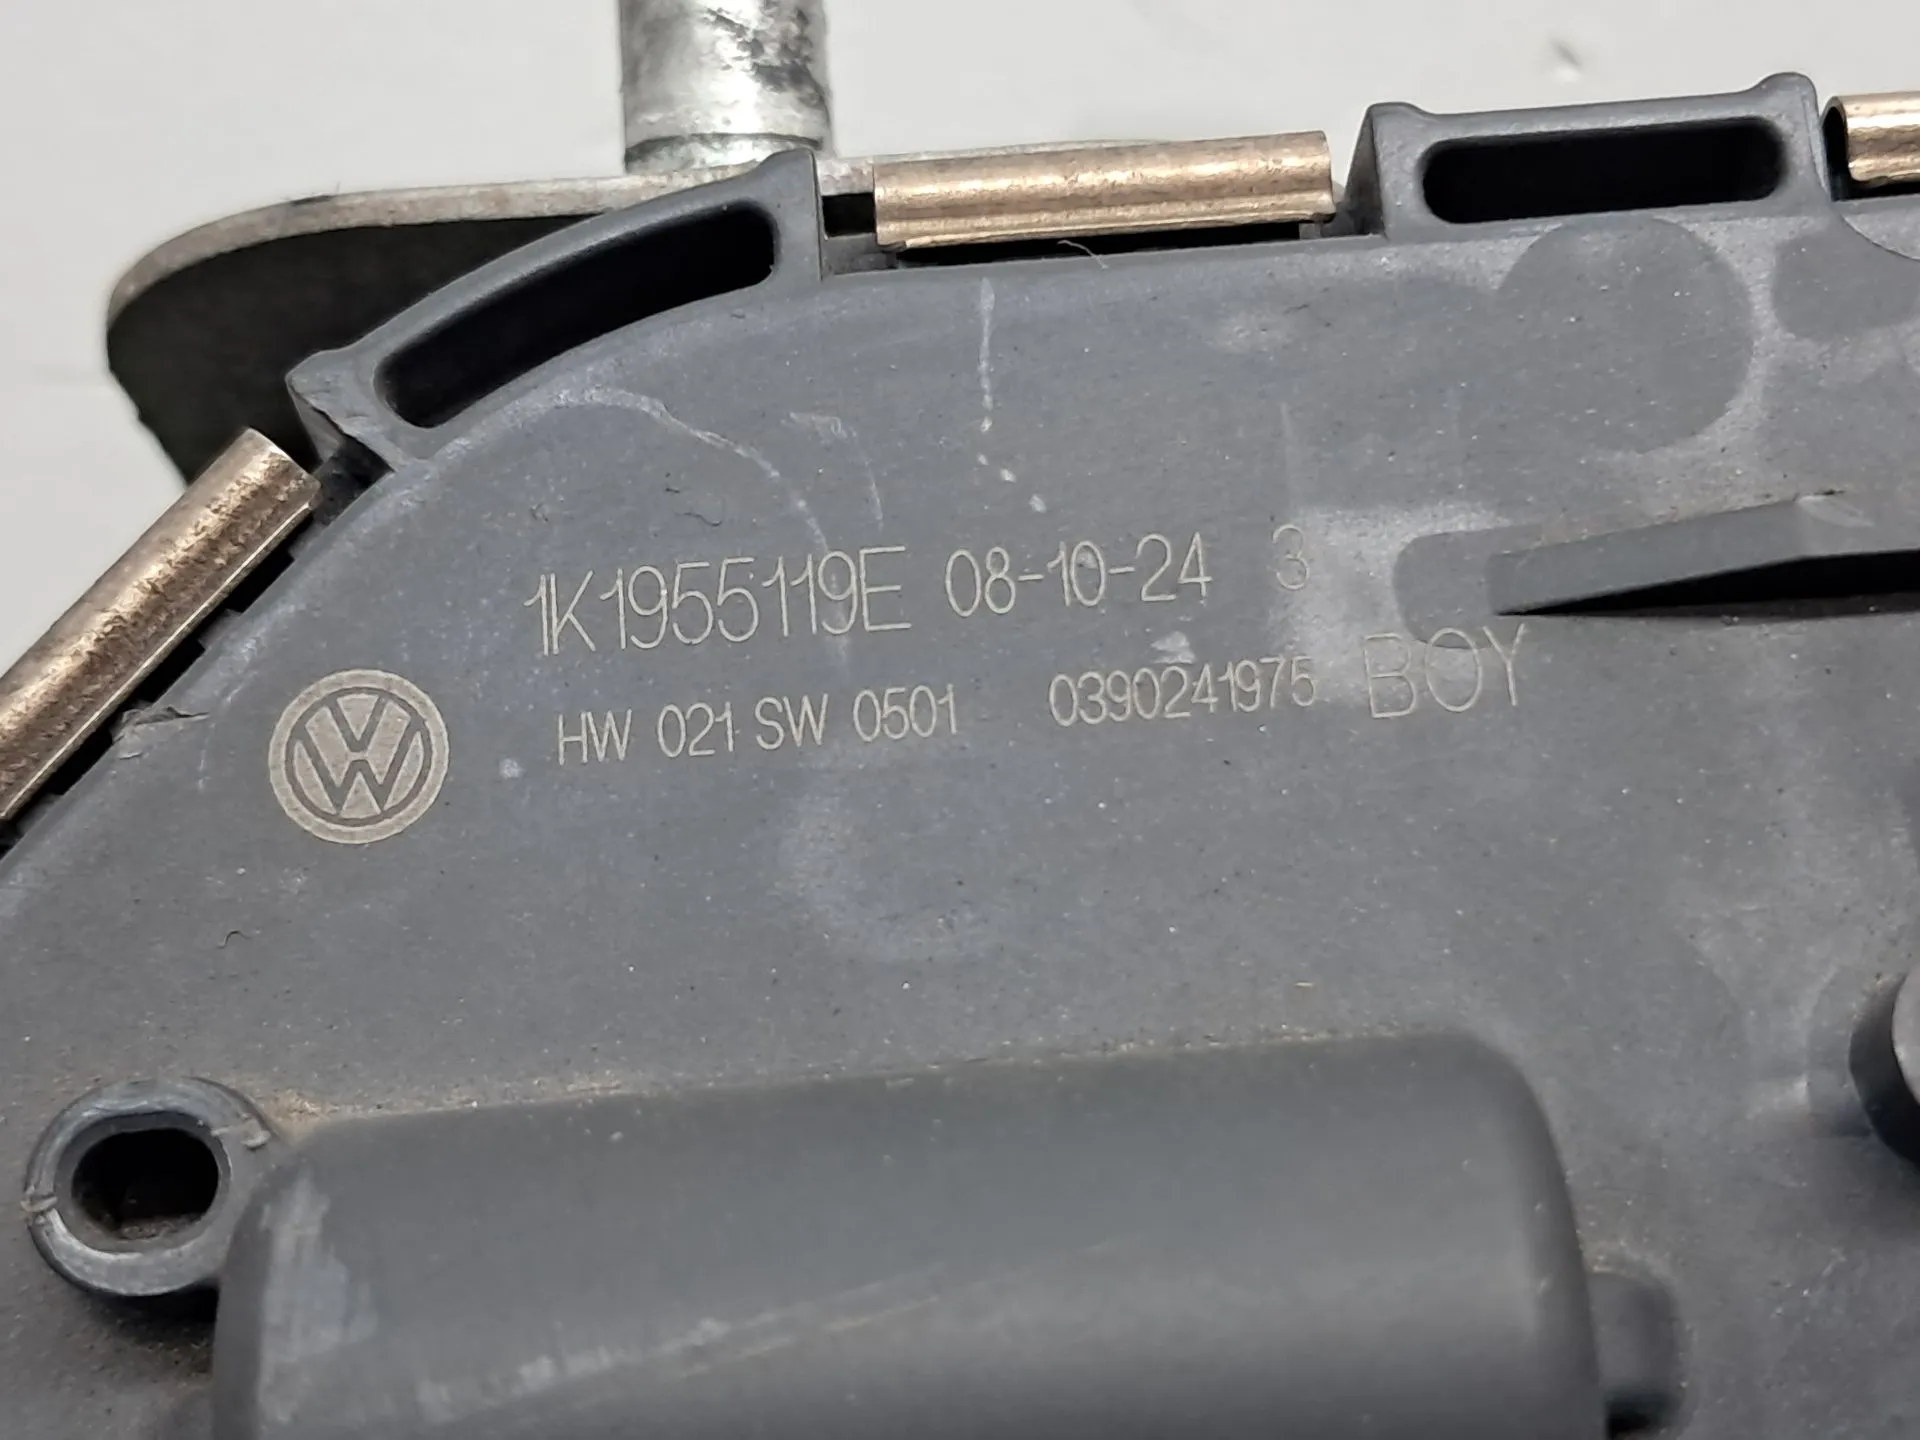 1K1955119E 08-10-24 3
HW 021 SW 0501 0390241975 BOY